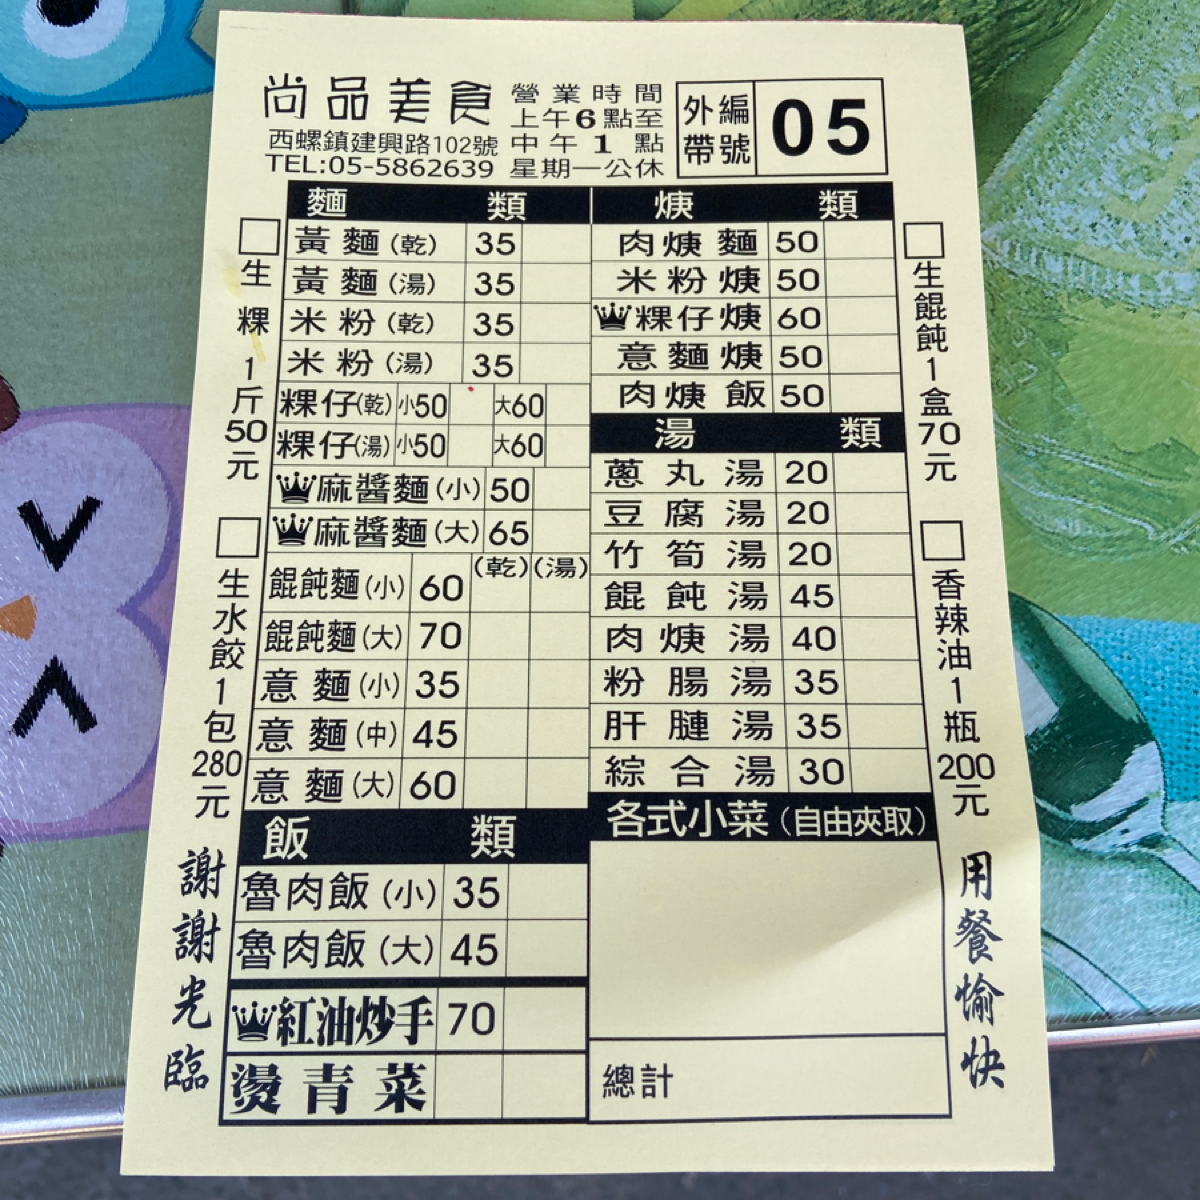 尚品美食
西螺鎮建興路102號
TEL:05-5862639
營業時間
上午6點至
中午1點
星期一公休
外帶
編號
05
麵類
黃麵(乾) 35
黃麵(湯) 35
米粉(乾) 35
米粉(湯) 35
粿仔(乾) 小50 大60
粿仔(湯) 小50 大60
麻醬麵(小) 50
麻醬麵(大) 65
(乾) (湯)
餛飩麵(小) 60
餛飩麵(大) 70
意麵(小) 35
意麵(中) 45
意麵(大) 60
飯類
魯肉飯(小) 35
魯肉飯(大) 45
紅油炒手 70
燙青菜
焿類
肉焿麵 50
米粉焿 50
粿仔焿 60
意麵焿 50
肉焿飯 50
湯類
蔥丸湯 20
豆腐湯 20
竹筍湯 20
餛飩湯 45
肉焿湯 40
粉腸湯 35
肝膢湯 35
綜合湯 30
各式小菜(自由夾取)
總計
生粿1斤50元
生水餃1包280元
謝謝光臨
生餛飩1盒70元
香辣油1瓶200元
用餐愉快